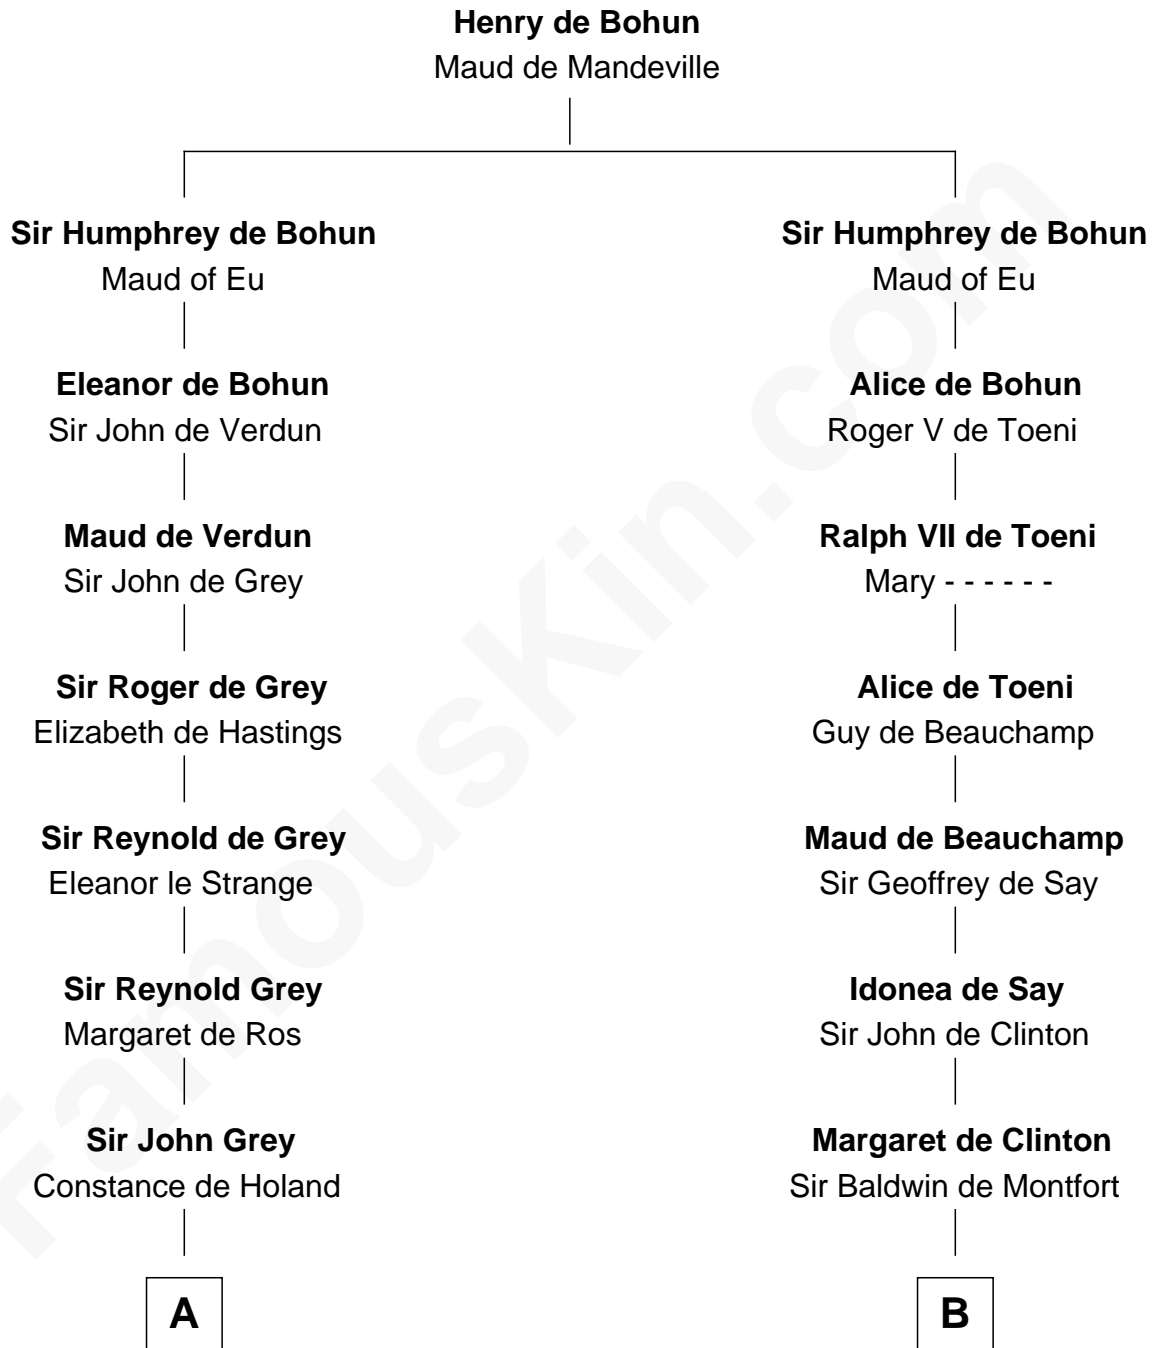 Henry de Bohun
Maud de Mandeville
Sir Humphrey de Bohun
Maud of Eu
Sir Humphrey de Bohun
Maud of Eu
Eleanor de Bohun
Sir John de Verdun
Alice de Bohun
Roger V de Toeni
Maud de Verdun
Sir John de Grey
Ralph VII de Toeni
Mary - - - - - -
Sir Roger de Grey
Elizabeth de Hastings
Alice de Toeni
Guy de Beauchamp
Sir Reynold de Grey
Eleanor le Strange
Maud de Beauchamp
Sir Geoffrey de Say
Sir Reynold Grey
Margaret de Ros
Idonea de Say
Sir John de Clinton
Sir John Grey
Constance de Holand
Margaret de Clinton
Sir Baldwin de Montfort
A
B
FamousKin.com